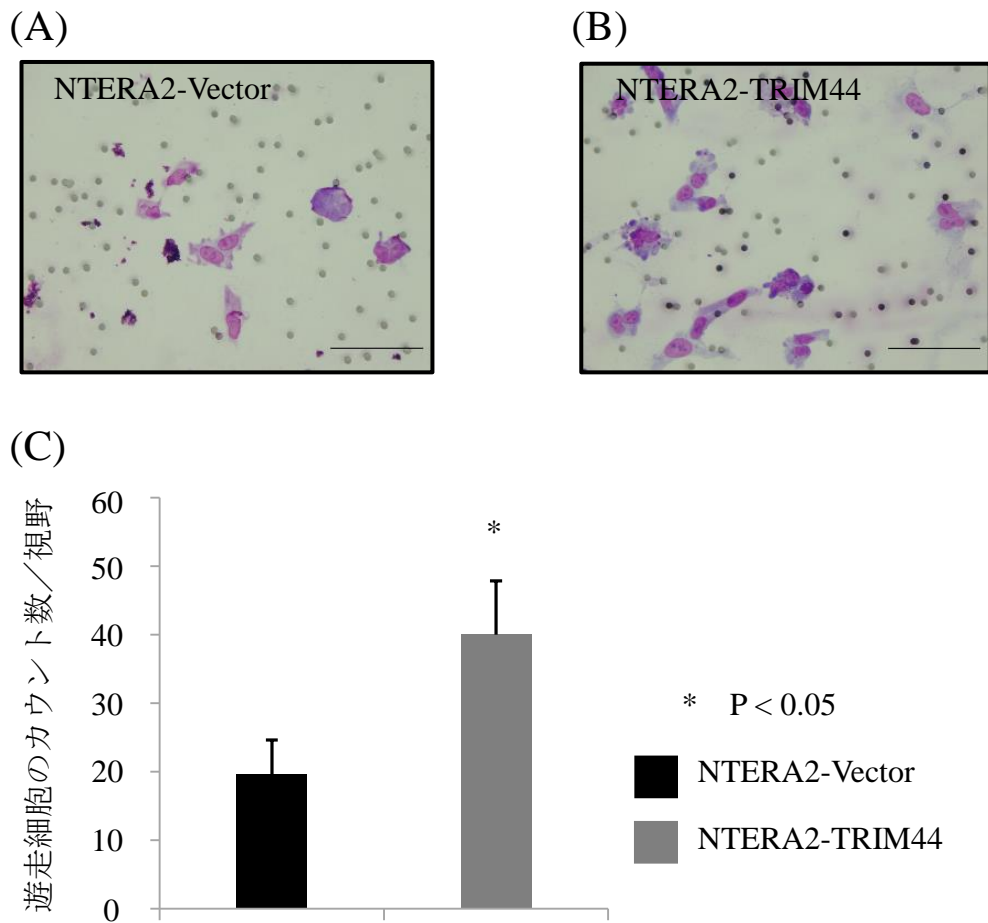 (A)
(B)
NTERA2-Vector
NTERA2-TRIM44
(C)
遊走細胞のカウント数／視野
60
50
40
30
20
10
0
*
* P < 0.05
NTERA2-Vector
NTERA2-TRIM44